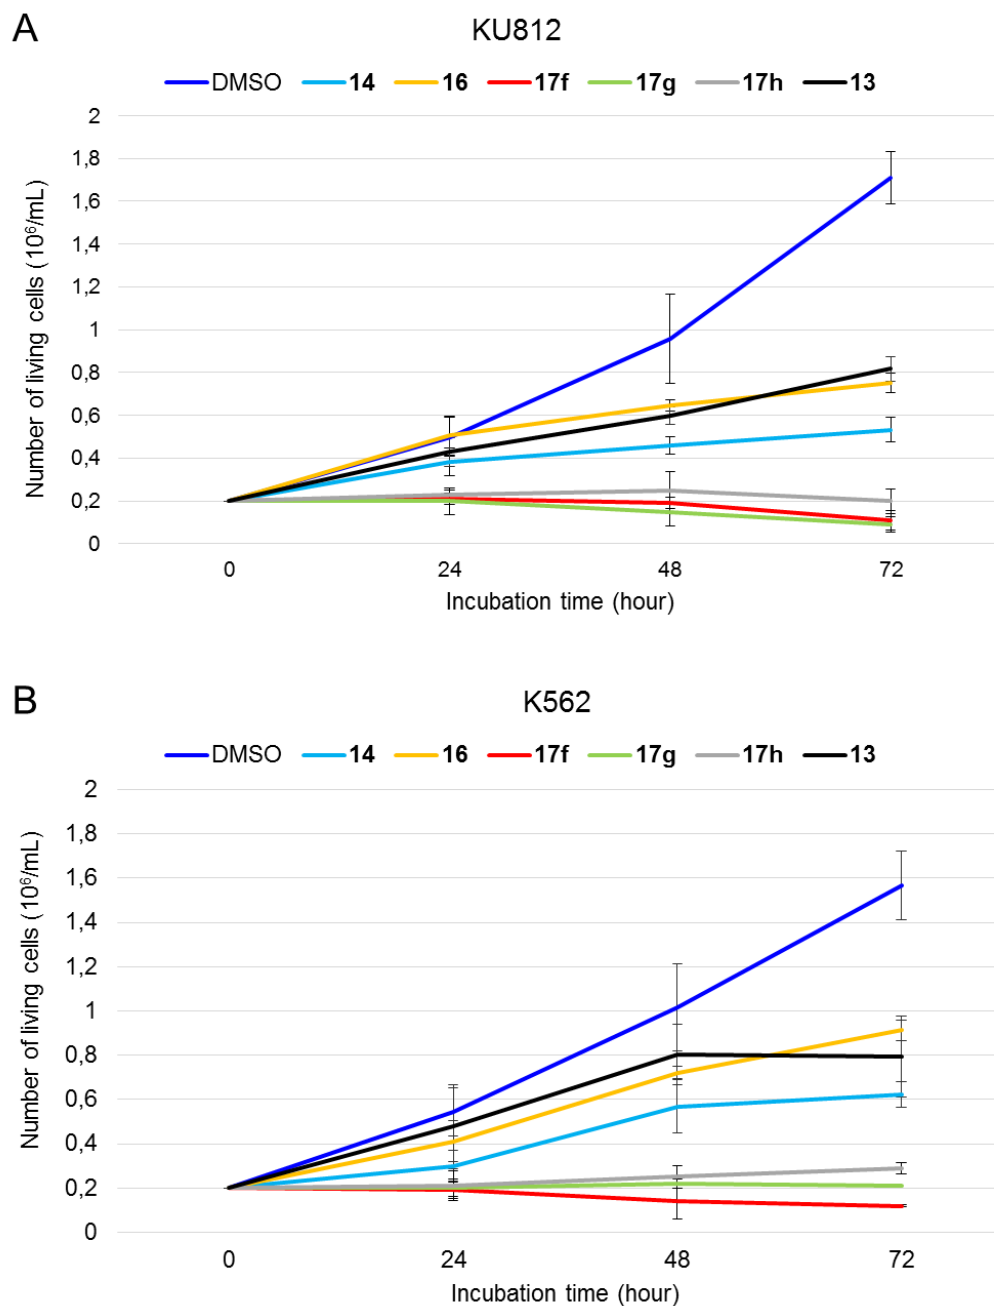 A
KU812
DMSO 14 16 17f 17g 17h 13
Number of living cells (10⁶/mL)
2
1,8
1,6
1,4
1,2
1
0,8
0,6
0,4
0,2
0
0 24 48 72
Incubation time (hour)
B
K562
DMSO 14 16 17f 17g 17h 13
Number of living cells (10⁶/mL)
2
1,8
1,6
1,4
1,2
1
0,8
0,6
0,4
0,2
0
0 24 48 72
Incubation time (hour)